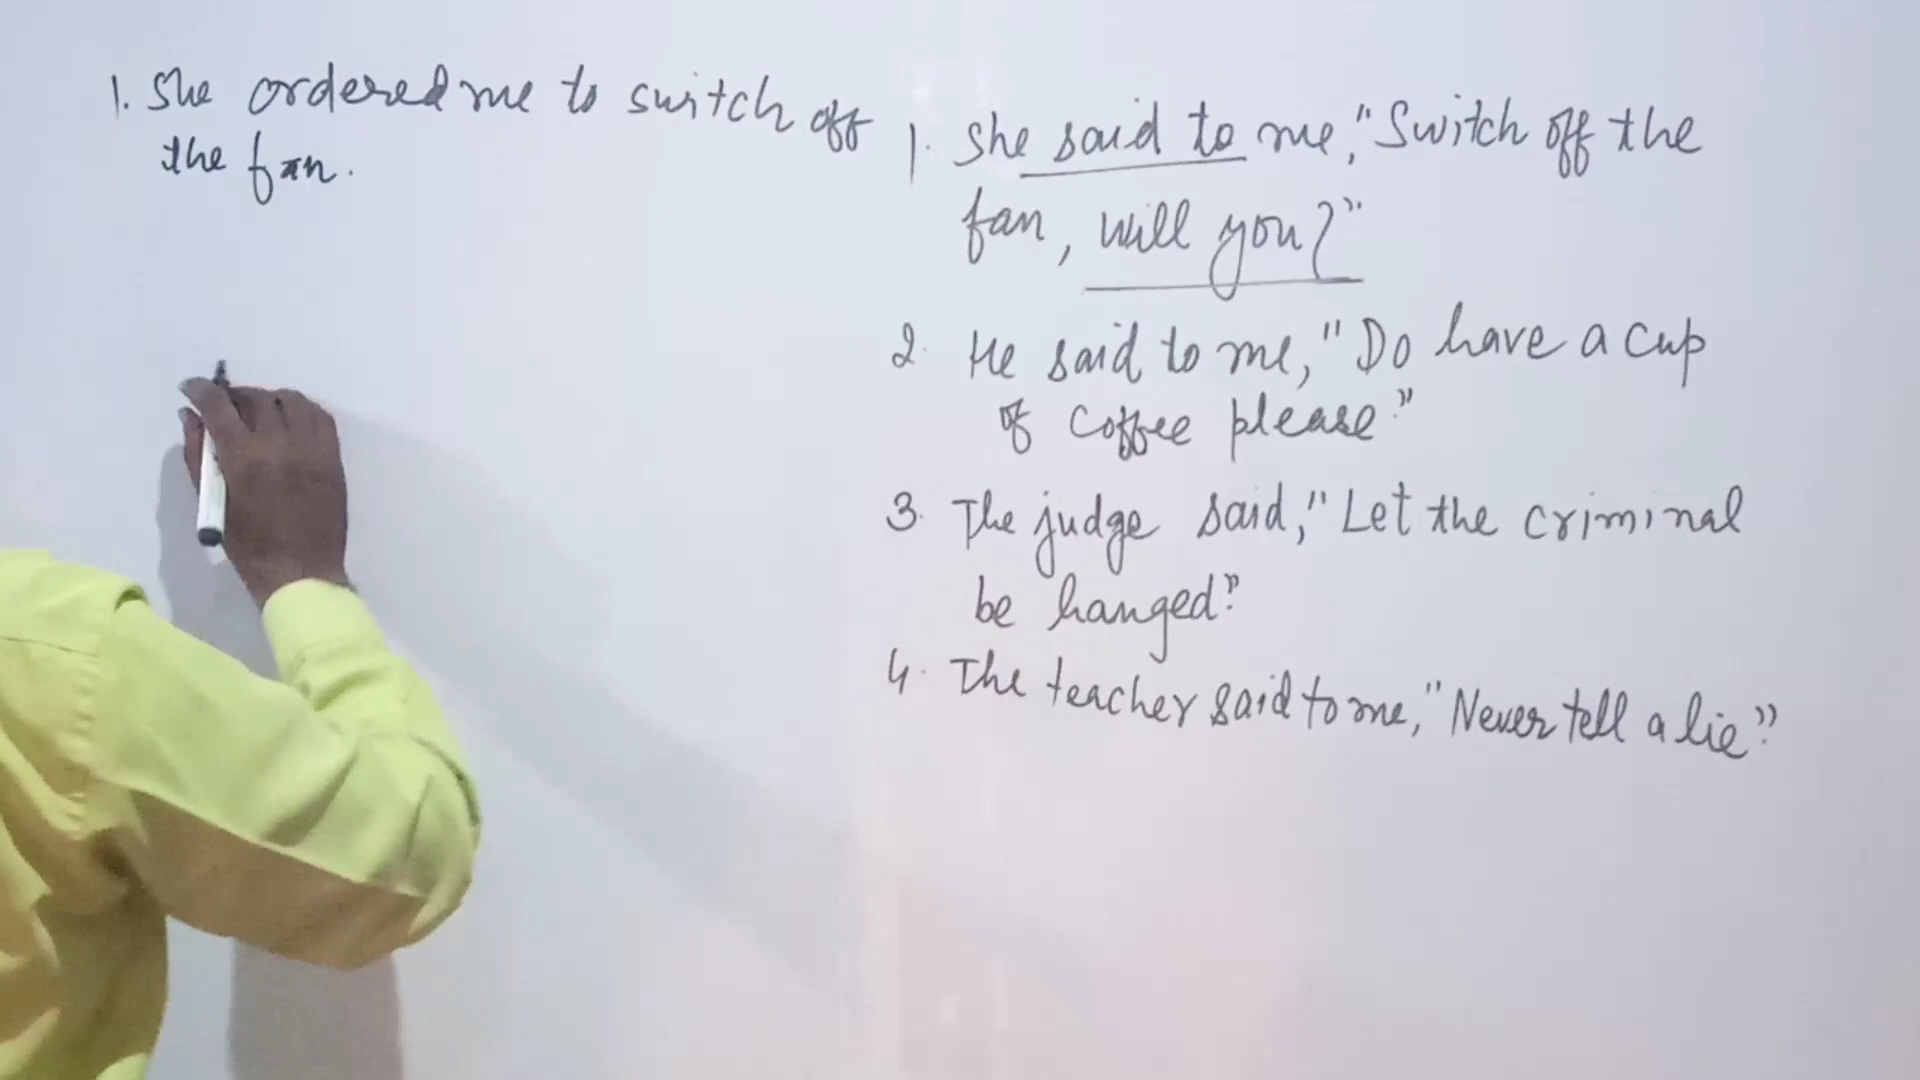 1. She ordered me to switch off
the fan.
1. She said to me, "Switch off the
fan, will you?"
2. He said to me, "Do have a cup
of coffee please."
3. The judge said, "Let the criminal
be hanged."
4. The teacher said to me, "Never tell a lie."